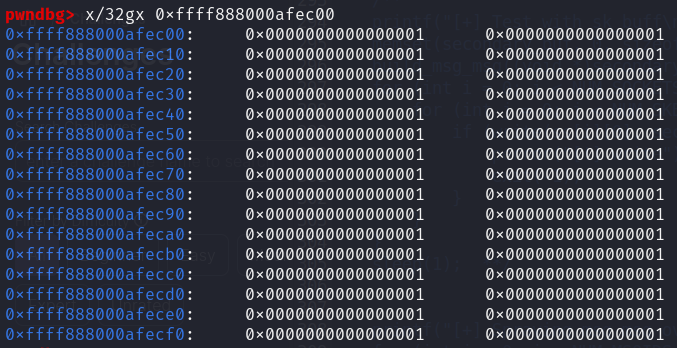 pwndbg> x/32gx 0×ffff888000afec00
0×ffff888000afec00: 0×0000000000000001 0×0000000000000001
0×ffff888000afec10: 0×0000000000000001 0×0000000000000001
0×ffff888000afec20: 0×0000000000000001 0×0000000000000001
0×ffff888000afec30: 0×0000000000000001 0×0000000000000001
0×ffff888000afec40: 0×0000000000000001 0×0000000000000001
0×ffff888000afec50: 0×0000000000000001 0×0000000000000001
0×ffff888000afec60: 0×0000000000000001 0×0000000000000001
0×ffff888000afec70: 0×0000000000000001 0×0000000000000001
0×ffff888000afec80: 0×0000000000000001 0×0000000000000001
0×ffff888000afec90: 0×0000000000000001 0×0000000000000001
0×ffff888000afeca0: 0×0000000000000001 0×0000000000000001
0×ffff888000afecb0: 0×0000000000000001 0×0000000000000001
0×ffff888000afecc0: 0×0000000000000001 0×0000000000000001
0×ffff888000afecd0: 0×0000000000000001 0×0000000000000001
0×ffff888000afece0: 0×0000000000000001 0×0000000000000001
0×ffff888000afecf0: 0×0000000000000001 0×0000000000000001